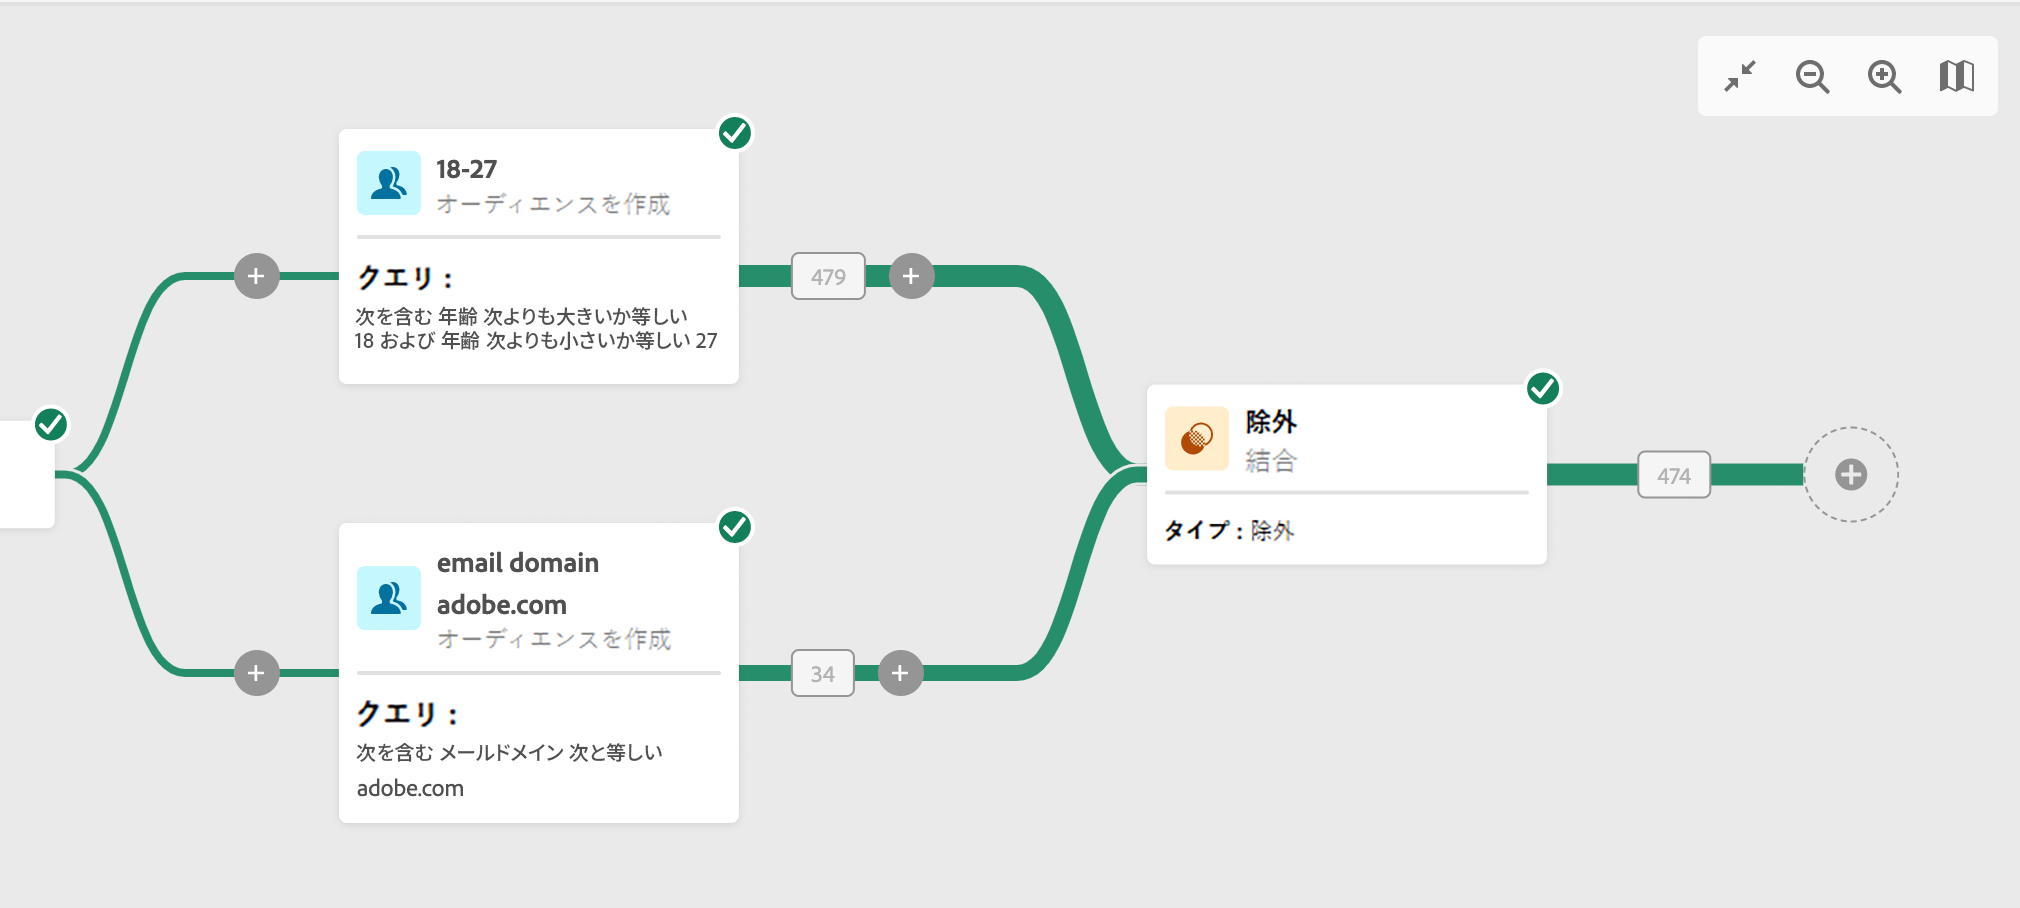 18-27
オーディエンスを作成
クエリ：
次を含む 年齢 次よりも大きいか等しい
18 および 年齢 次よりも小さいか等しい 27
479
email domain
adobe.com
オーディエンスを作成
クエリ：
次を含む メールドメイン 次と等しい
adobe.com
34
除外
結合
タイプ：除外
474